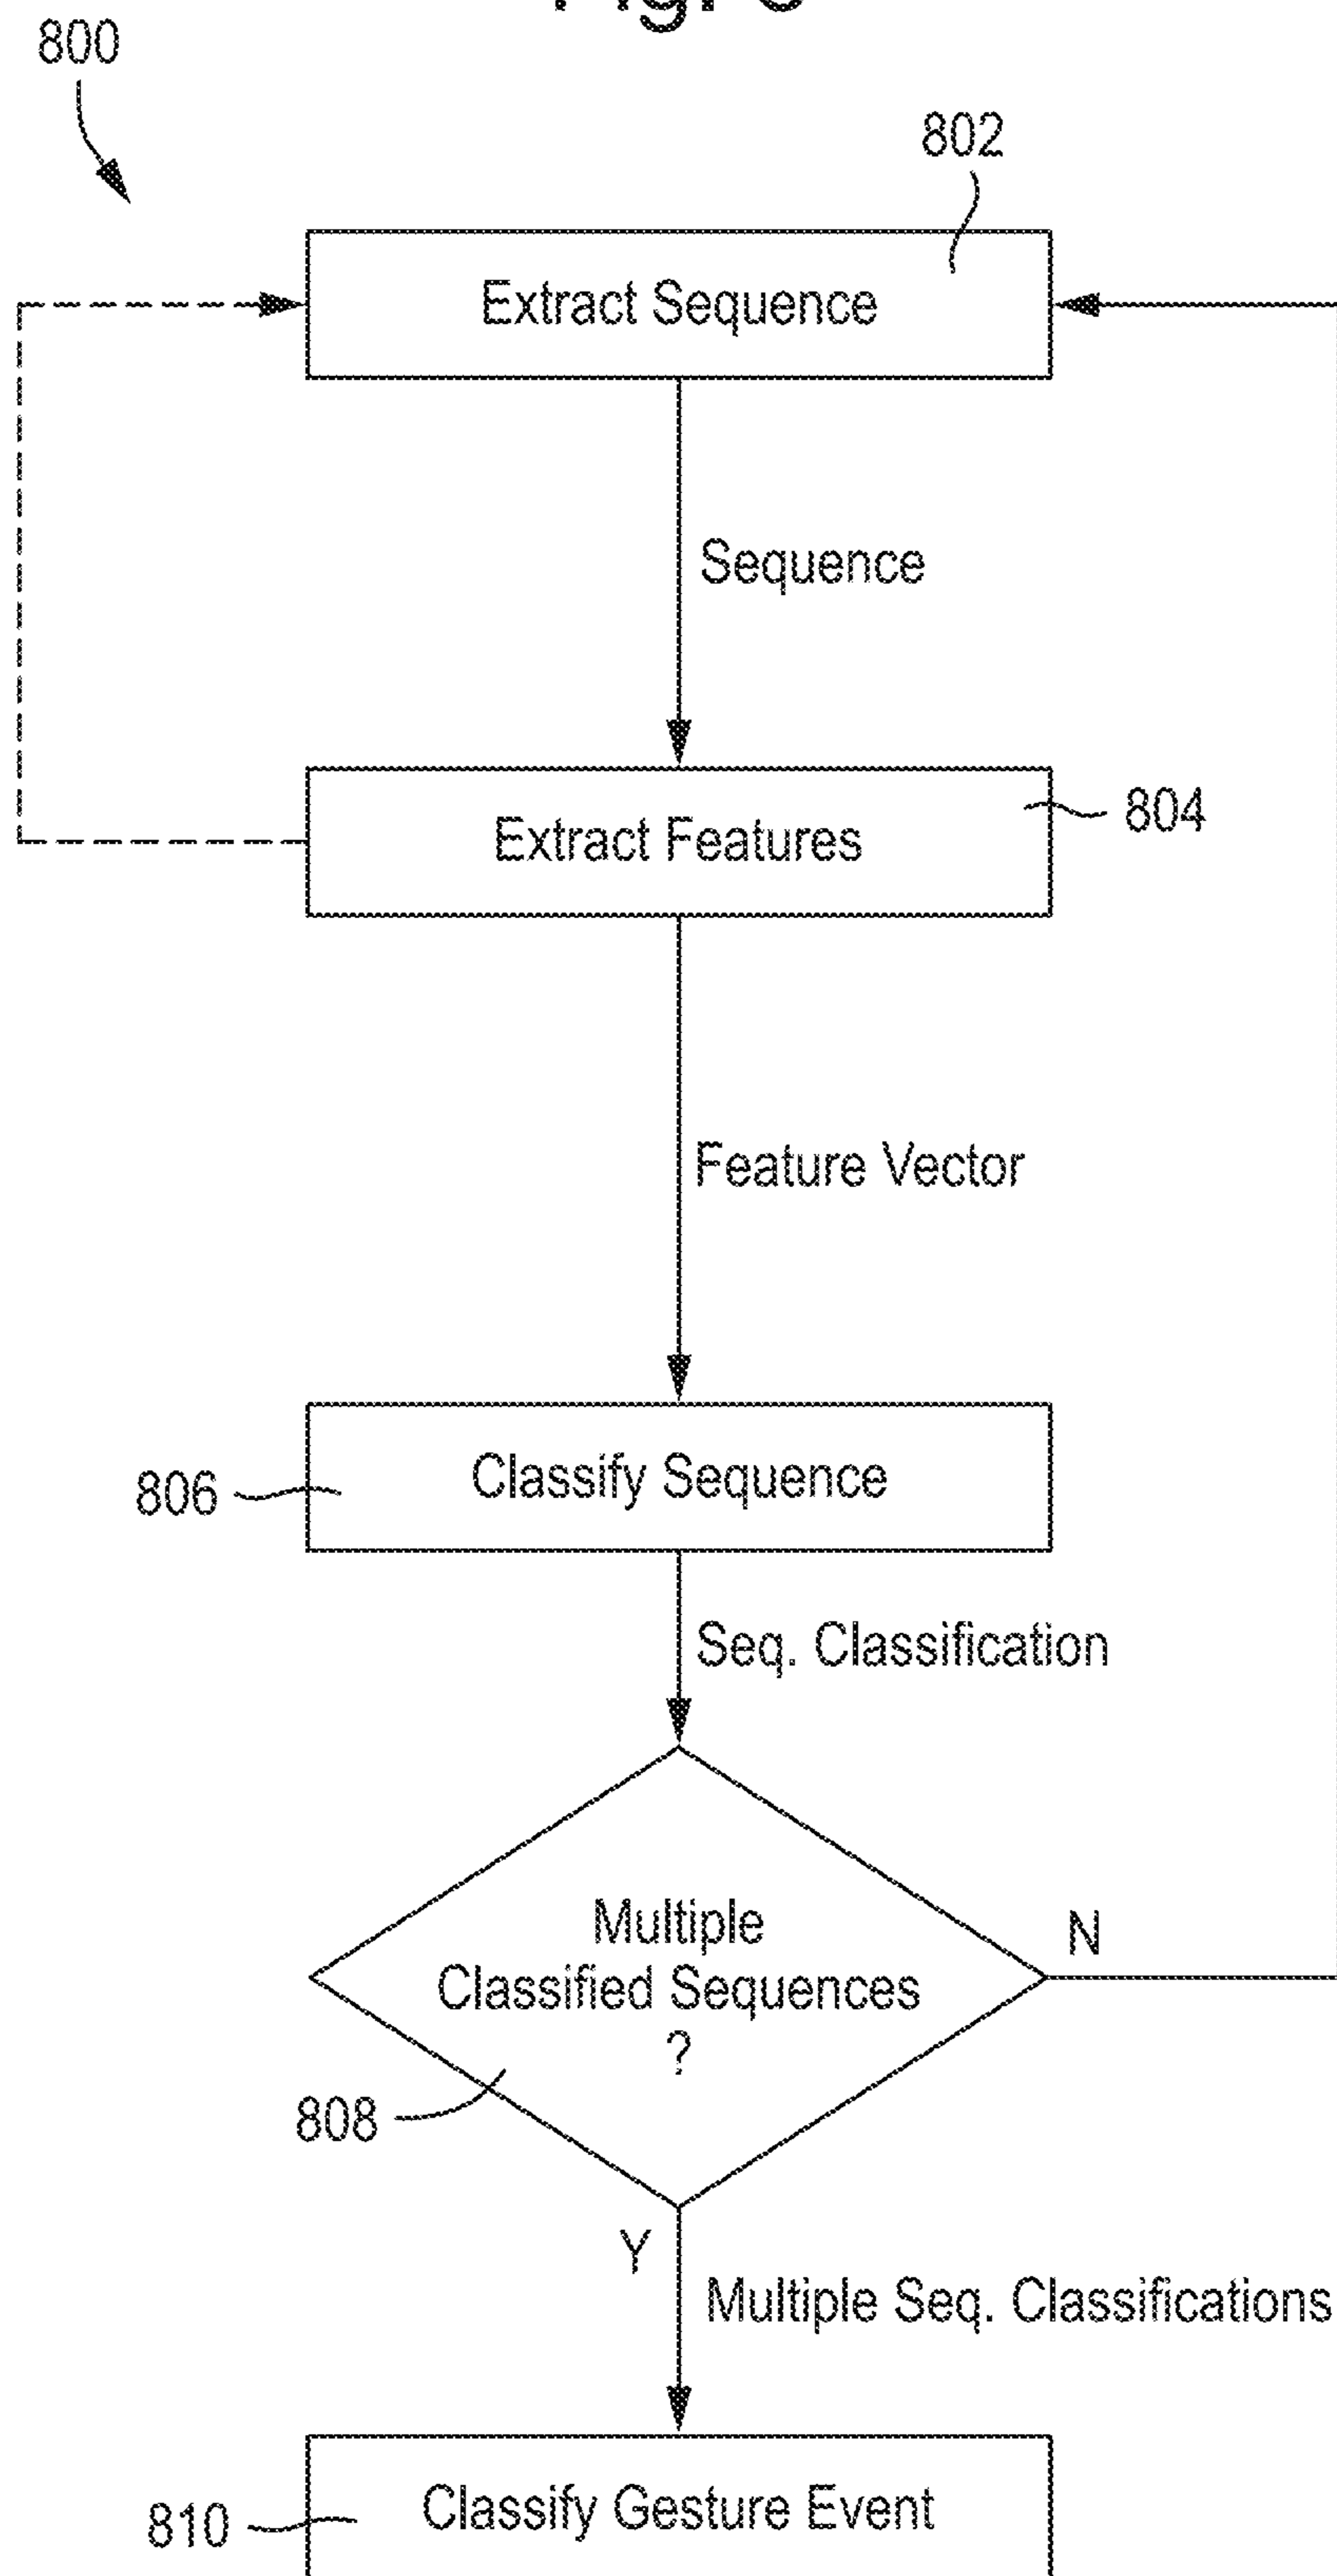 800
802
Extract Sequence
Sequence
Extract Features
804
Feature Vector
Classify Sequence
806
Seq. Classification
Multiple
Classified Sequences
?
N
808
Y
Multiple Seq. Classifications
Classify Gesture Event
810